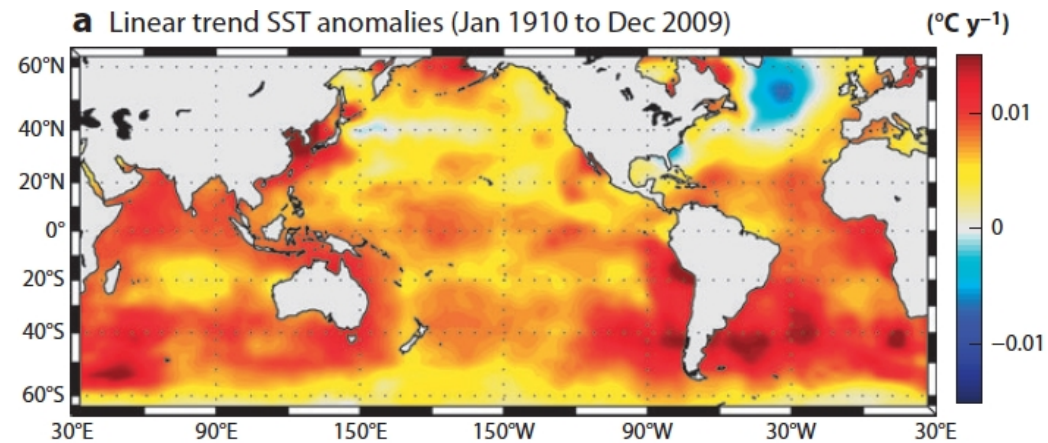 a Linear trend SST anomalies (Jan 1910 to Dec 2009) (°C y⁻¹)
60°N
40°N
20°N
0°
20°S
40°S
60°S
0.01
0
−0.01
30°E 90°E 150°E 150°W 90°W 30°W 30°E